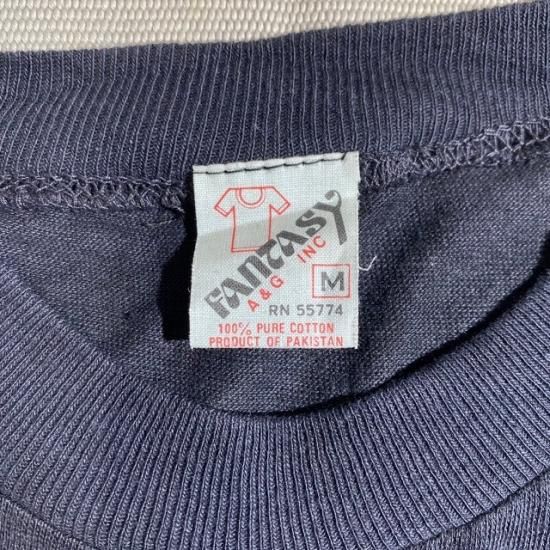 FANTASY
A & G INC
M
RN 55774
100% PURE COTTON
PRODUCT OF PAKISTAN